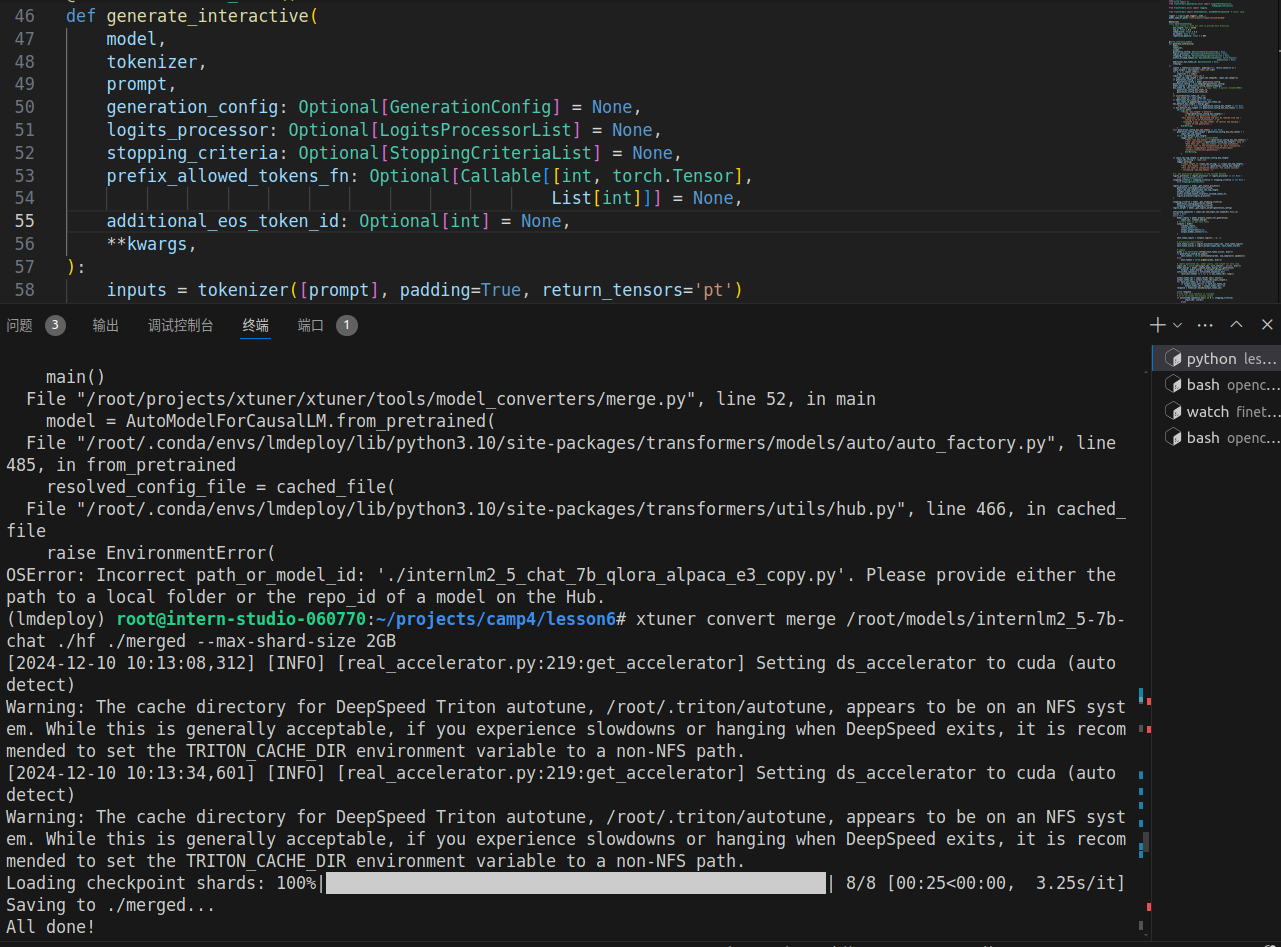 46 def generate_interactive(
47 model,
48 tokenizer,
49 prompt,
50 generation_config: Optional[GenerationConfig] = None,
51 logits_processor: Optional[LogitsProcessorList] = None,
52 stopping_criteria: Optional[StoppingCriteriaList] = None,
53 prefix_allowed_tokens_fn: Optional[Callable[[int, torch.Tensor],
54 List[int]]] = None,
55 additional_eos_token_id: Optional[int] = None,
56 **kwargs,
57 ):
58 inputs = tokenizer([prompt], padding=True, return_tensors='pt')
问题 3 输出 调试控制台 终端 端口 1
python les...
bash openc...
watch finet...
bash openc...
main()
File "/root/projects/xtuner/xtuner/tools/model_converters/merge.py", line 52, in main
model = AutoModelForCausalLM.from_pretrained(
File "/root/.conda/envs/lmdeploy/lib/python3.10/site-packages/transformers/models/auto/auto_factory.py", line
485, in from_pretrained
resolved_config_file = cached_file(
File "/root/.conda/envs/lmdeploy/lib/python3.10/site-packages/transformers/utils/hub.py", line 466, in cached_
file
raise EnvironmentError(
OSError: Incorrect path_or_model_id: './internlm2_5_chat_7b_qlora_alpaca_e3_copy.py'. Please provide either the
path to a local folder or the repo_id of a model on the Hub.
(lmdeploy) root@intern-studio-060770:~/projects/camp4/lesson6# xtuner convert merge /root/models/internlm2_5-7b-
chat ./hf ./merged --max-shard-size 2GB
[2024-12-10 10:13:08,312] [INFO] [real_accelerator.py:219:get_accelerator] Setting ds_accelerator to cuda (auto
detect)
Warning: The cache directory for DeepSpeed Triton autotune, /root/.triton/autotune, appears to be on an NFS syst
em. While this is generally acceptable, if you experience slowdowns or hanging when DeepSpeed exits, it is recom
mended to set the TRITON_CACHE_DIR environment variable to a non-NFS path.
[2024-12-10 10:13:34,601] [INFO] [real_accelerator.py:219:get_accelerator] Setting ds_accelerator to cuda (auto
detect)
Warning: The cache directory for DeepSpeed Triton autotune, /root/.triton/autotune, appears to be on an NFS syst
em. While this is generally acceptable, if you experience slowdowns or hanging when DeepSpeed exits, it is recom
mended to set the TRITON_CACHE_DIR environment variable to a non-NFS path.
Loading checkpoint shards: 100%|██████████| 8/8 [00:25<00:00, 3.25s/it]
Saving to ./merged...
All done!